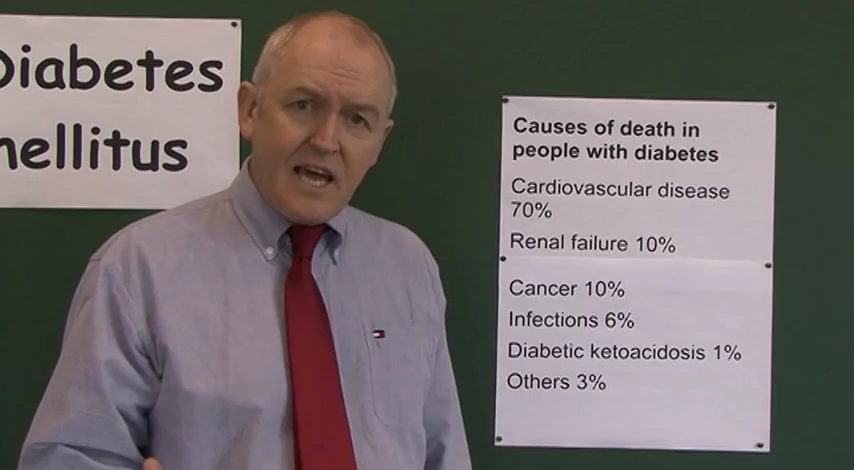 Diabetes
mellitus
Causes of death in
people with diabetes
Cardiovascular disease
70%
Renal failure 10%
Cancer 10%
Infections 6%
Diabetic ketoacidosis 1%
Others 3%